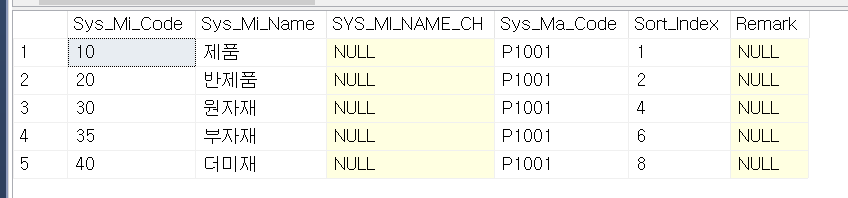 Sys_Mi_Code Sys_Mi_Name SYS_MI_NAME_CH Sys_Ma_Code Sort_Index Remark
1 10 제품 NULL P1001 1 NULL
2 20 반제품 NULL P1001 2 NULL
3 30 원자재 NULL P1001 4 NULL
4 35 부자재 NULL P1001 6 NULL
5 40 더미재 NULL P1001 8 NULL